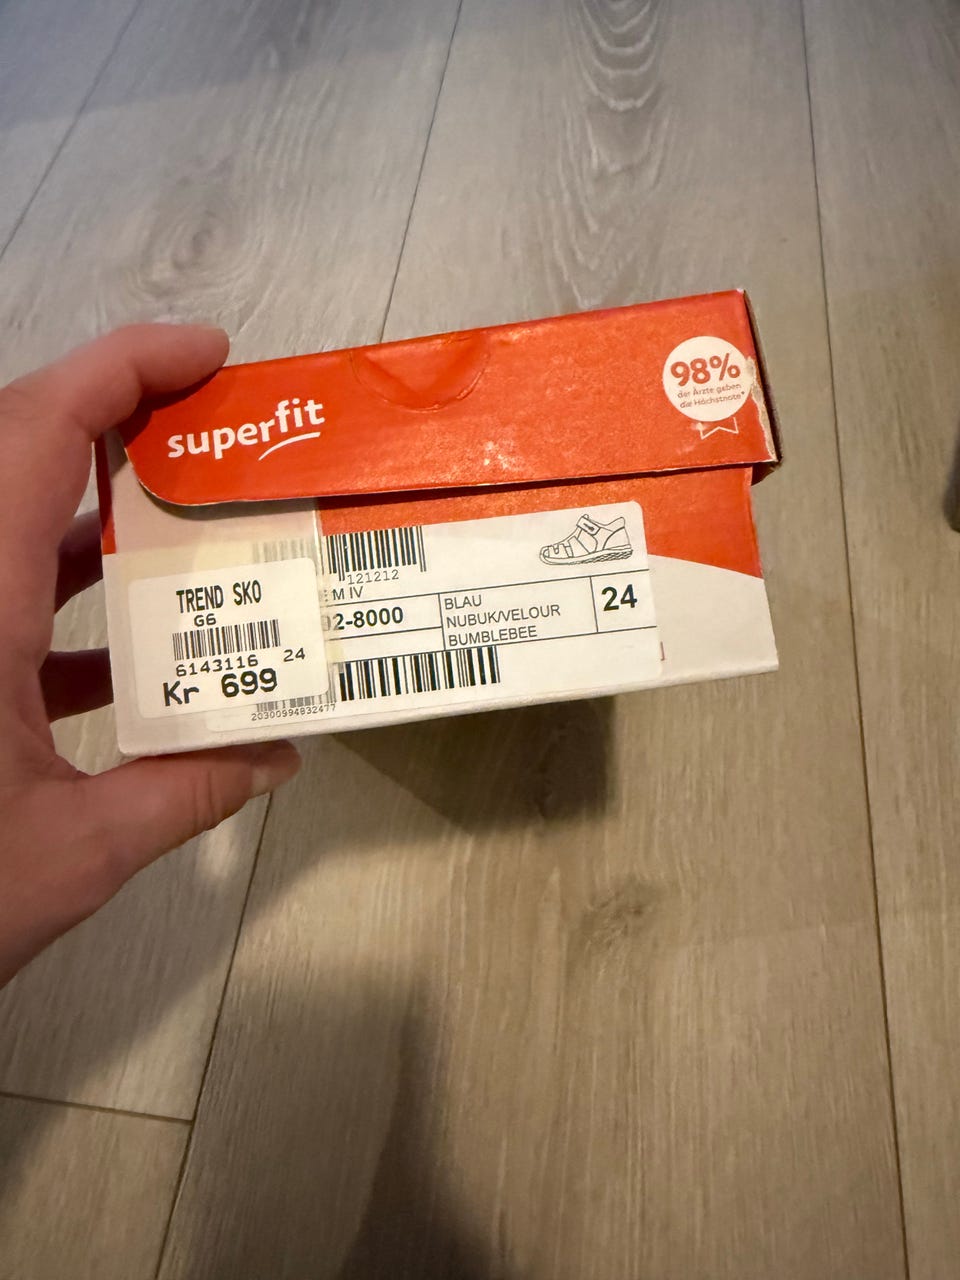 superfit
98%
der Ärzte geben
die Höchstnote*
121212
M IV
2-8000
BLAU
NUBUK/VELOUR
BUMBLEBEE
24
TREND SKO
G6
6143116 24
Kr 699
20300994832477